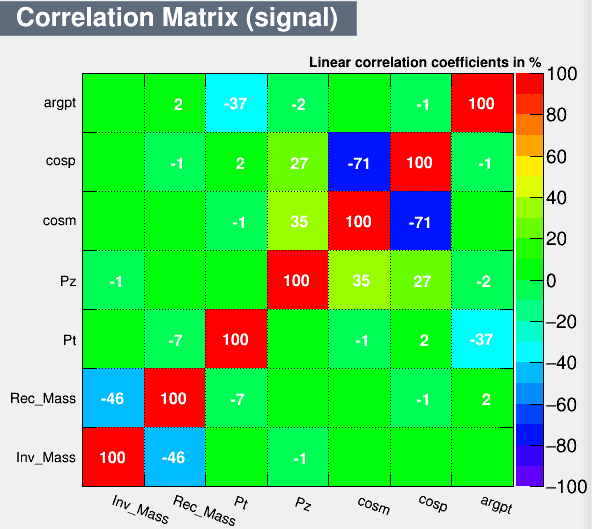 Correlation Matrix (signal)
Linear correlation coefficients in %
argpt 2 -37 -2 -1 100
cosp -1 2 27 -71 100 -1
cosm -1 35 100 -71
Pz -1 100 35 27 -2
Pt -7 100 -1 2 -37
Rec_Mass -46 100 -7 -1 2
Inv_Mass 100 -46 -1
Inv_Mass Rec_Mass Pt Pz cosm cosp argpt
100
80
60
40
20
0
−20
−40
−60
−80
−100